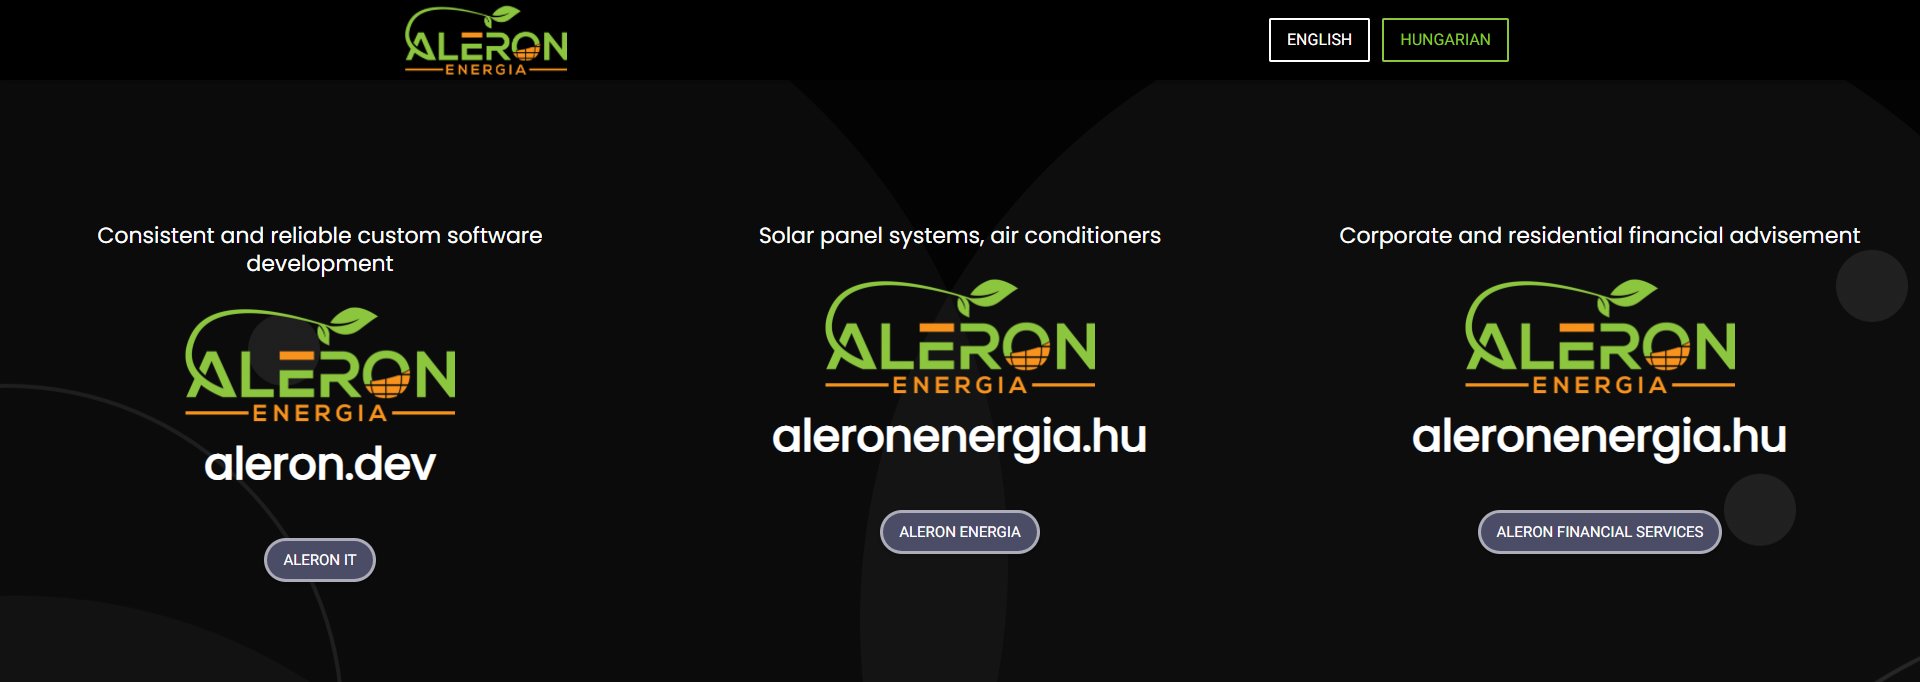 ALERON
ENERGIA
ENGLISH
HUNGARIAN
Consistent and reliable custom software
development
ALERON
ENERGIA
aleron.dev
ALERON IT
Solar panel systems, air conditioners
ALERON
ENERGIA
aleronenergia.hu
ALERON ENERGIA
Corporate and residential financial advisement
ALERON
ENERGIA
aleronenergia.hu
ALERON FINANCIAL SERVICES